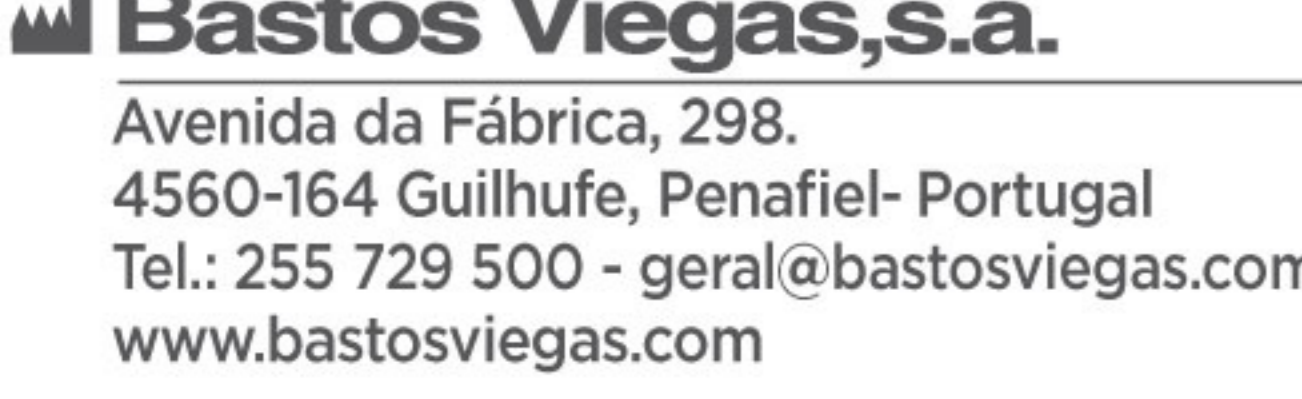 Bastos Viegas,s.a.
Avenida da Fábrica, 298.
4560-164 Guilhufe, Penafiel- Portugal
Tel.: 255 729 500 - geral@bastosviegas.com
www.bastosviegas.com